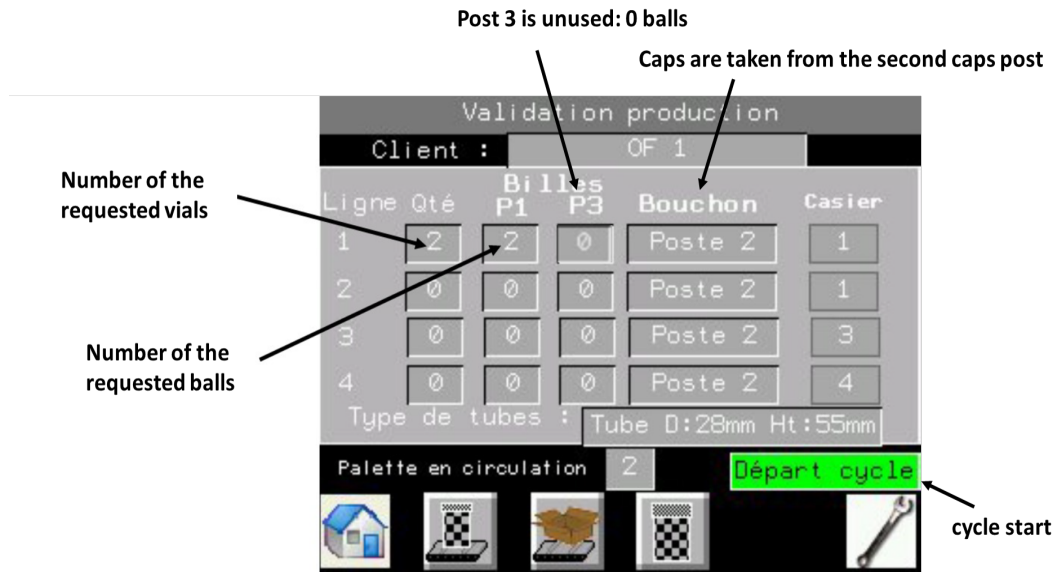 Post 3 is unused: 0 balls
Caps are taken from the second caps post
Validation production
Client : OF 1
Number of the
requested vials
Billes
Ligne Qté P1 P3 Bouchon Casier
1 2 2 0 Poste 2 1
2 0 0 0 Poste 2 1
3 0 0 0 Poste 2 3
4 0 0 0 Poste 2 4
Number of the
requested balls
Type de tubes : Tube D:28mm Ht:55mm
Palette en circulation 2 Départ cycle
cycle start